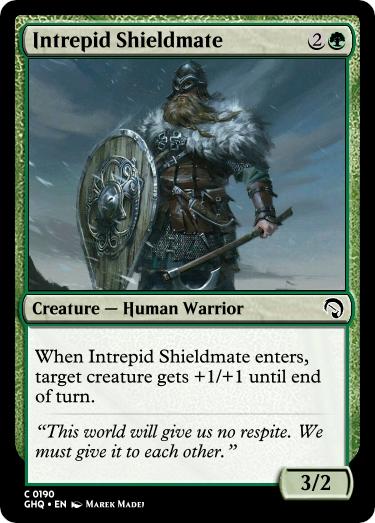 Intrepid Shieldmate 2
Creature — Human Warrior
When Intrepid Shieldmate enters,
target creature gets +1/+1 until end
of turn.
“This world will give us no respite. We
must give it to each other.”
3/2
C 0190
GHQ • EN Marek Madej